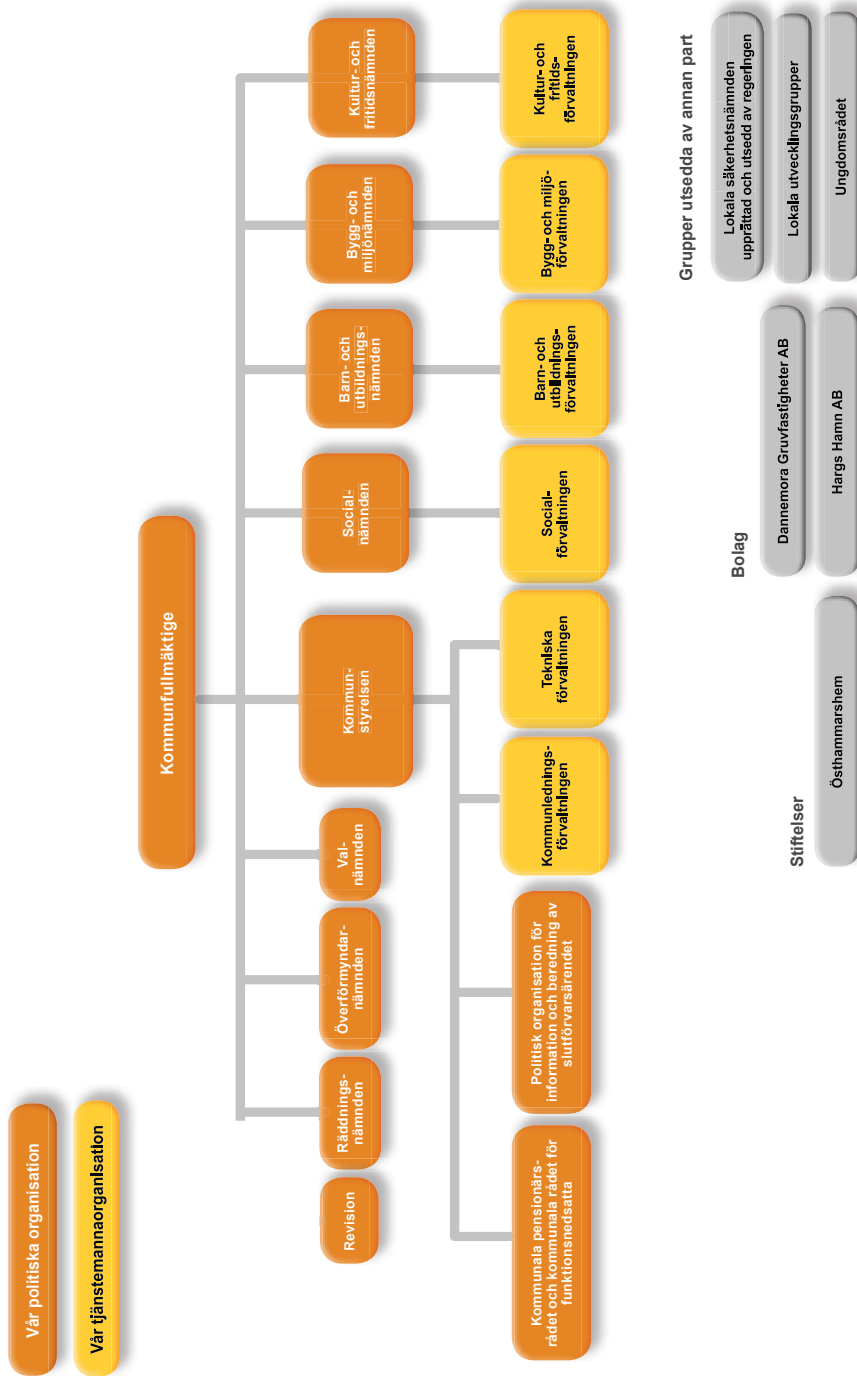 Vår politiska organisation
Vår tjänstemannaorganisation
Kommunfullmäktige
Revision
Räddnings-
nämnden
Överförmyndar-
nämnden
Val-
nämnden
Kommun-
styrelsen
Social-
nämnden
Barn- och
utbildnings-
nämnden
Bygg- och
miljönämnden
Kultur- och
fritidsnämnden
Kommunala pensionärs-
rådet och kommunala rådet för
funktionsnedsatta
Politisk organisation för
information och beredning av
slutförvarsärendet
Kommunlednings-
förvaltningen
Tekniska
förvaltningen
Social-
förvaltningen
Barn- och
utbildnings-
förvaltningen
Bygg- och miljö-
förvaltningen
Kultur- och
fritids-
förvaltningen
Stiftelser
Östhammarshem
Bolag
Dannemora Gruvfastigheter AB
Hargs Hamn AB
Grupper utsedda av annan part
Lokala säkerhetsnämnden
upprättad och utsedd av regeringen
Lokala utvecklingsgrupper
Ungdomsrådet